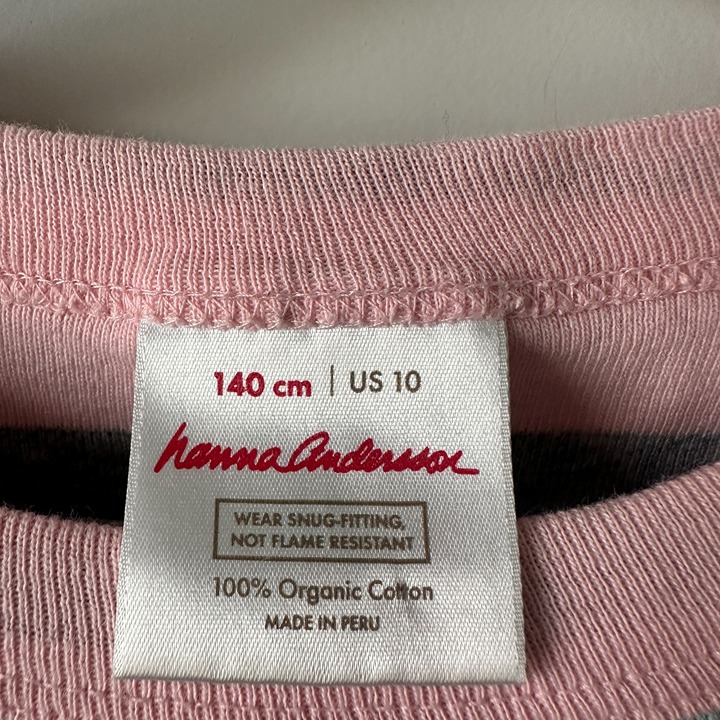 140 cm | US 10
hanna andersson
WEAR SNUG-FITTING,
NOT FLAME RESISTANT
100% Organic Cotton
MADE IN PERU